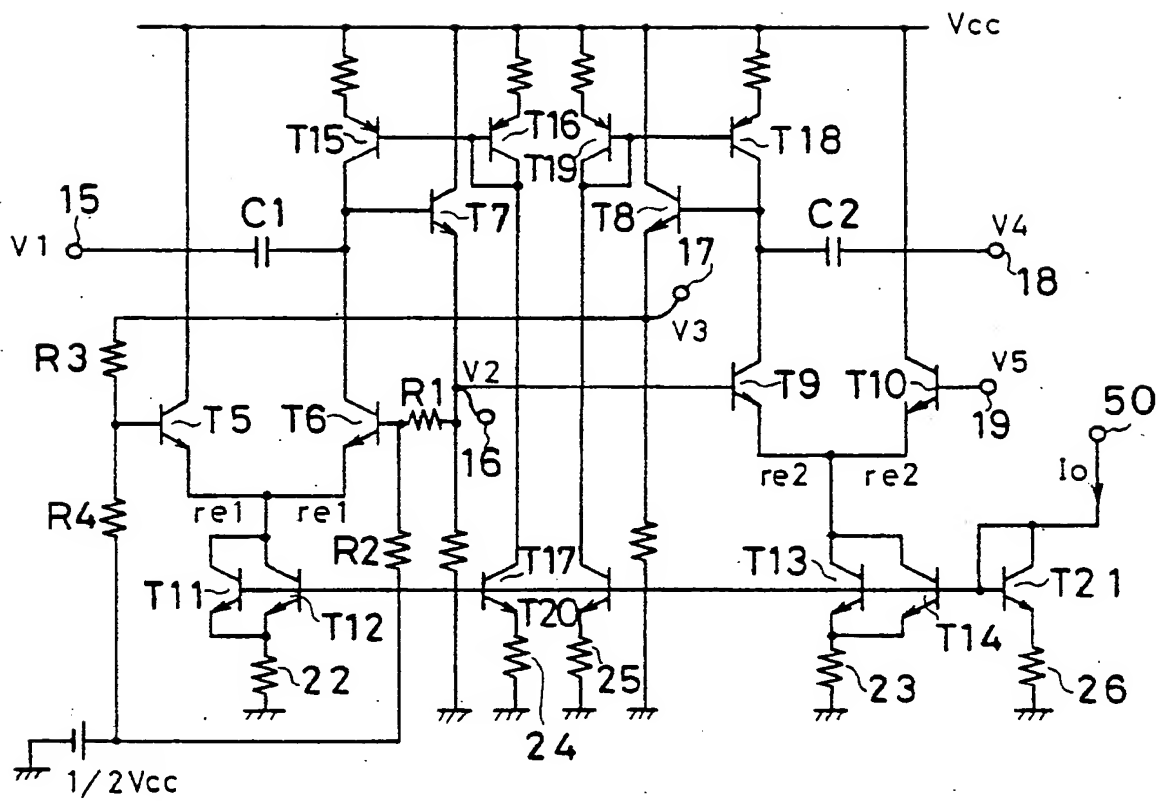 Vcc
T15
T16
T19
T18
15
C1
T7
T8
C2
V4
V1
17
18
V3
R3
V2
R1
T9
T10
V5
T5
T6
16
19
50
Io
re1
re1
re2
re2
R4
R2
T17
T13
T11
T12
T20
T14
T21
22
24
25
23
26
1/2Vcc